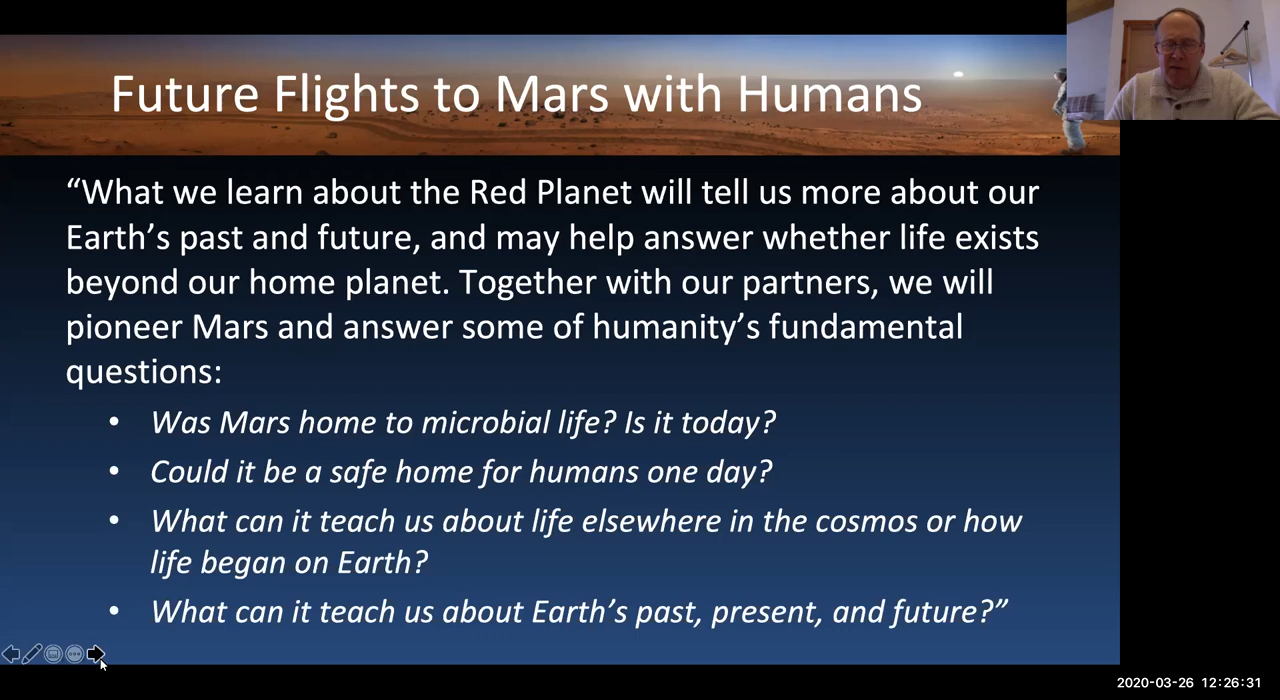 Future Flights to Mars with Humans
“What we learn about the Red Planet will tell us more about our
Earth’s past and future, and may help answer whether life exists
beyond our home planet. Together with our partners, we will
pioneer Mars and answer some of humanity’s fundamental
questions:
• Was Mars home to microbial life? Is it today?
• Could it be a safe home for humans one day?
• What can it teach us about life elsewhere in the cosmos or how
life began on Earth?
• What can it teach us about Earth’s past, present, and future?”
2020-03-26 12:26:31